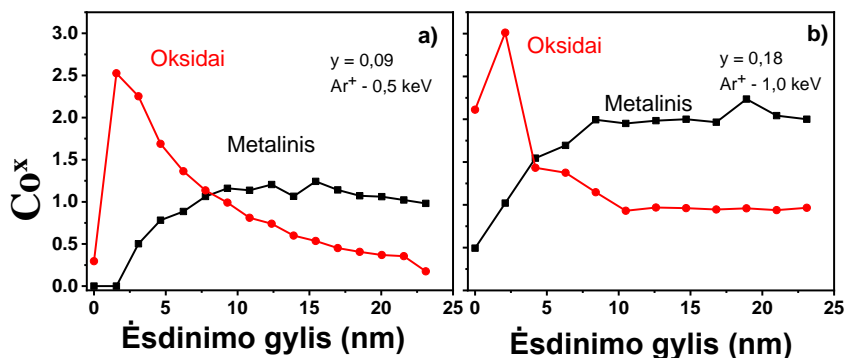 Co^x
3.0
2.5
2.0
1.5
1.0
0.5
0.0
Oksidai
a)
y = 0,09
Ar⁺ - 0,5 keV
Metalinis
0 5 10 15 20 25
Ėsdinimo gylis (nm)
b)
Oksidai
y = 0,18
Ar⁺ - 1,0 keV
Metalinis
0 5 10 15 20 25
Ėsdinimo gylis (nm)